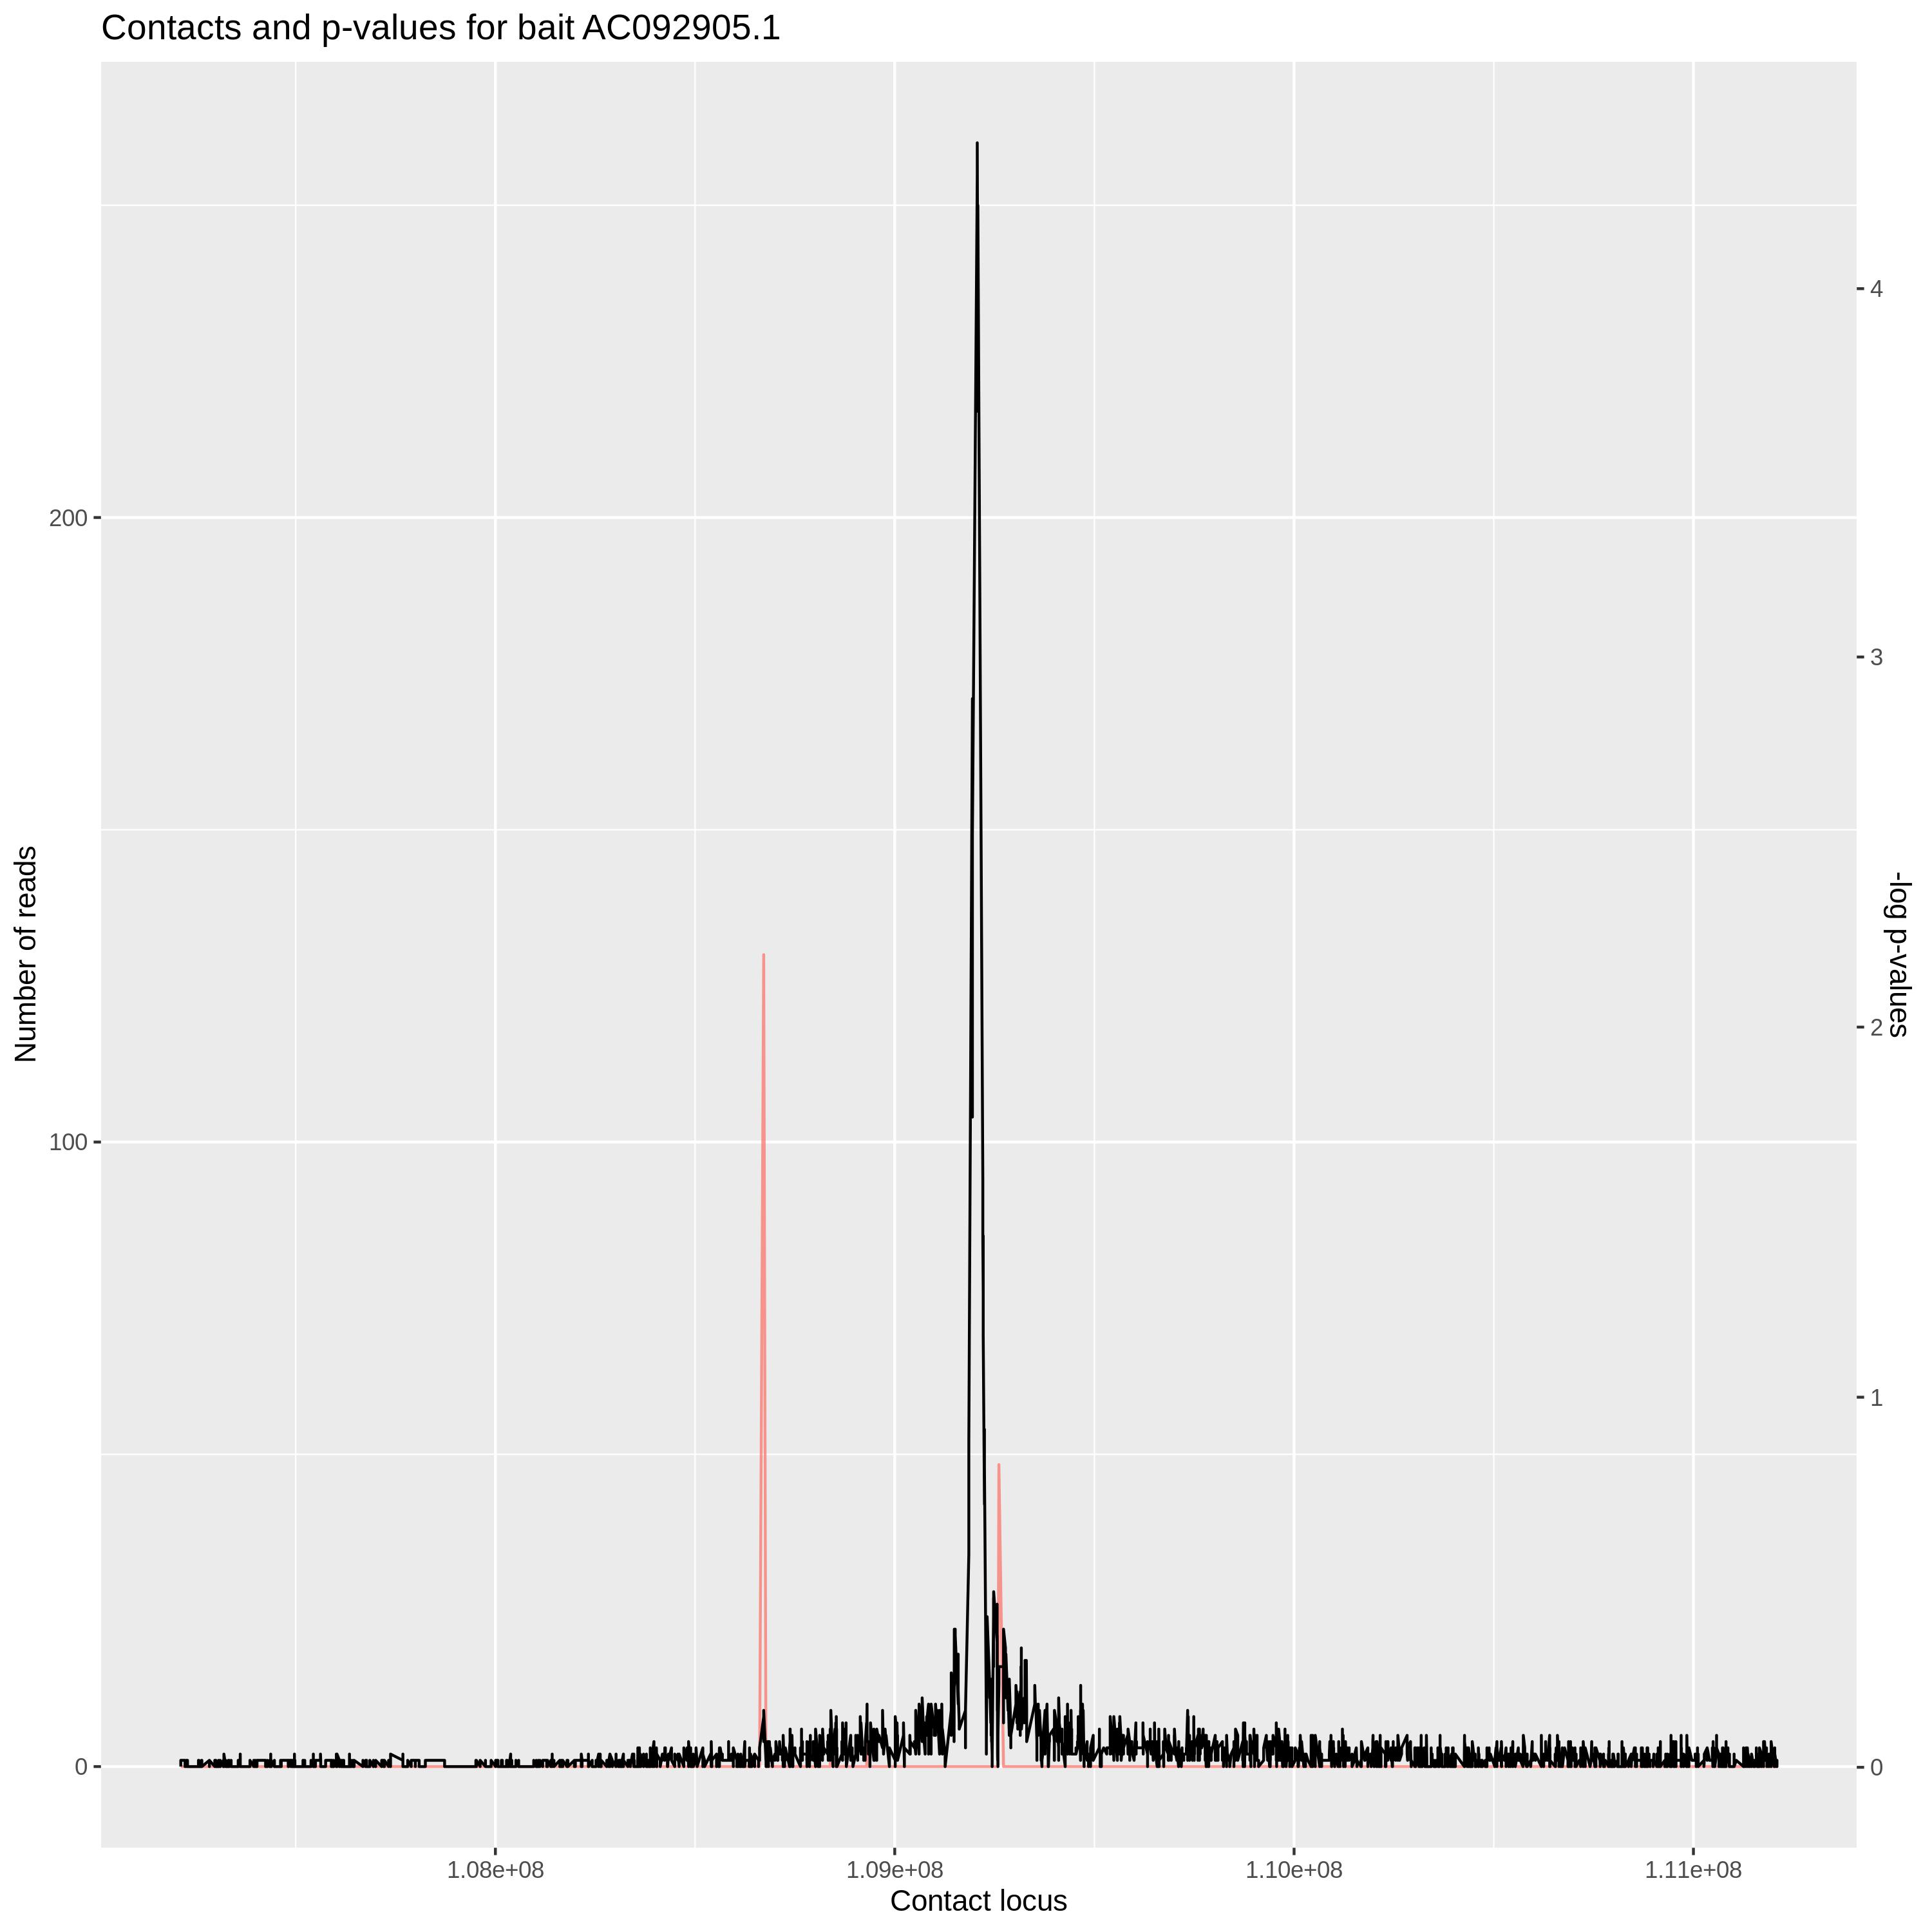 Contacts and p-values for bait AC092905.1
200
100
0
Number of reads
4
3
2
1
0
-log p-values
1.08e+08
1.09e+08
1.10e+08
1.11e+08
Contact locus